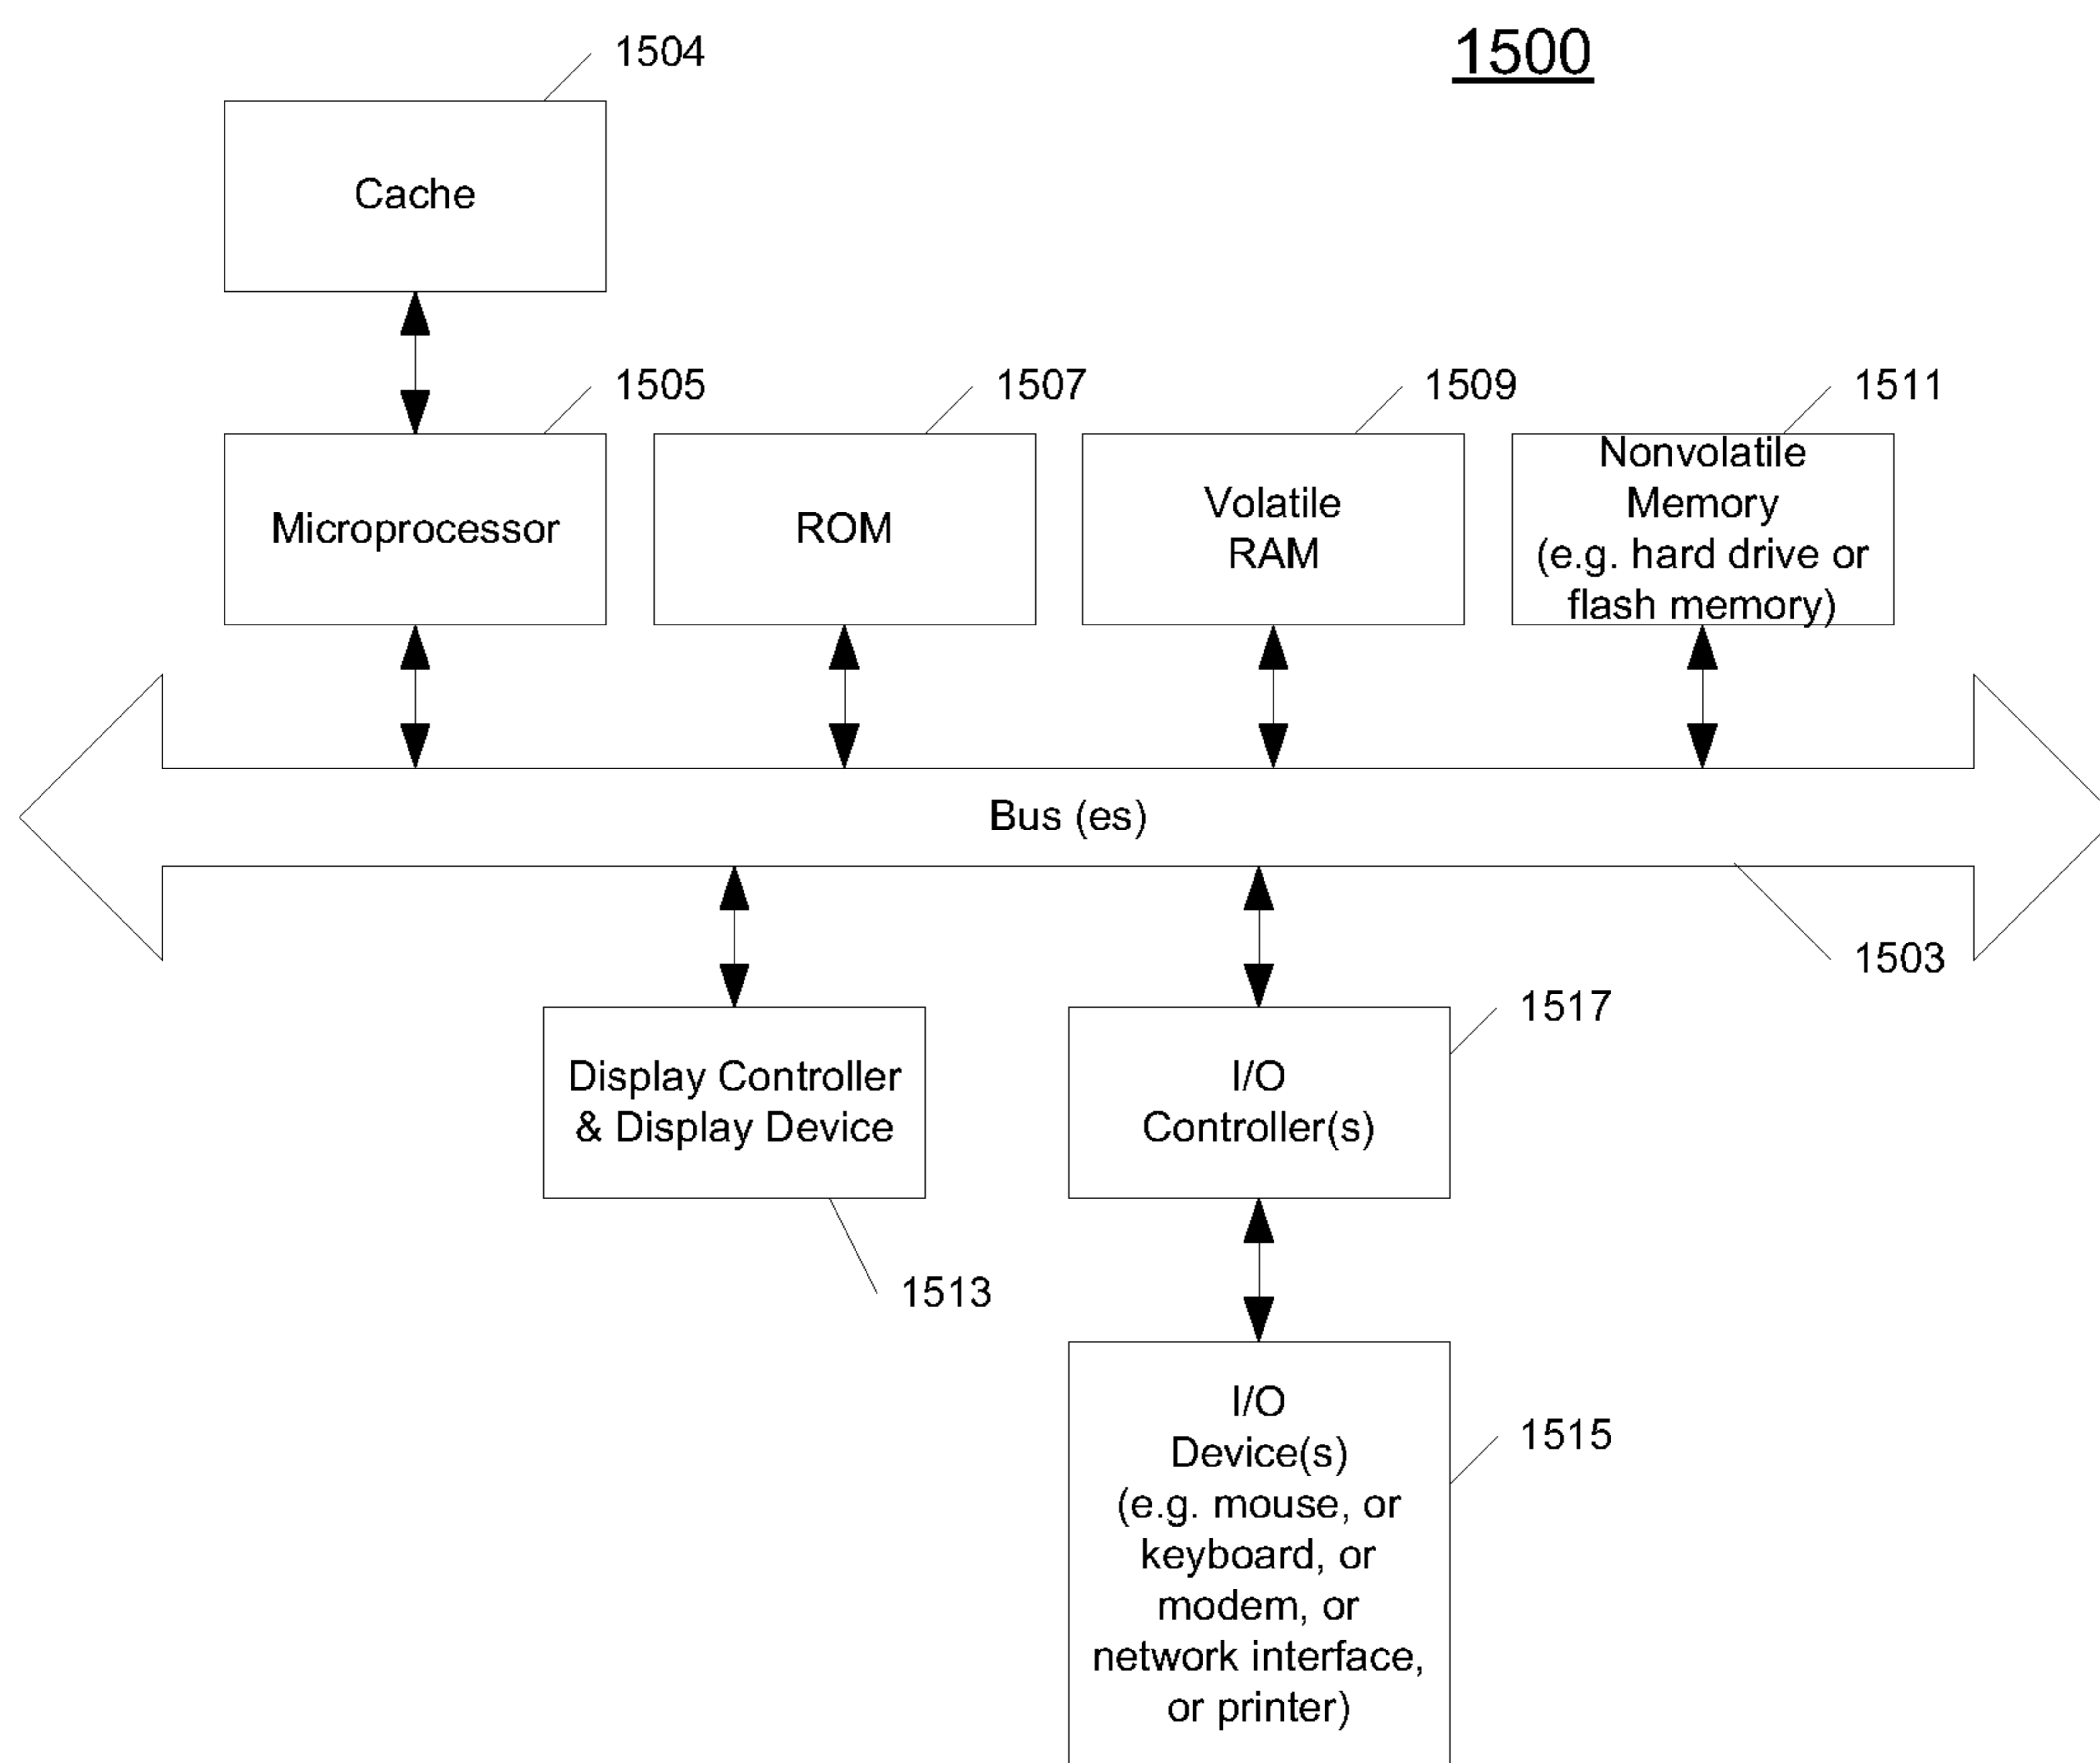 1504
1500
Cache
1505
1507
1509
1511
Microprocessor
ROM
Volatile
RAM
Nonvolatile
Memory
(e.g. hard drive or
flash memory)
Bus (es)
1503
1517
Display Controller
& Display Device
I/O
Controller(s)
1513
I/O
Device(s)
(e.g. mouse, or
keyboard, or
modem, or
network interface,
or printer)
1515